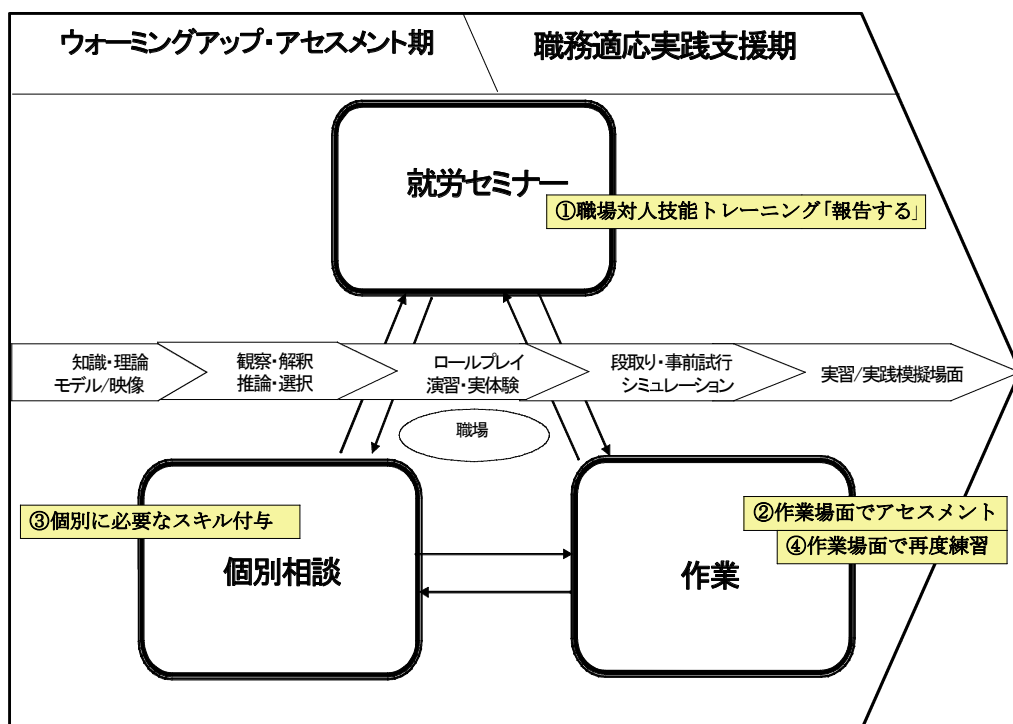 ウォーミングアップ・アセスメント期
職務適応実践支援期
就労セミナー
①職場対人技能トレーニング「報告する」
知識・理論
モデル/映像
観察・解釈
推論・選択
ロールプレイ
演習・実体験
段取り・事前試行
シミュレーション
実習/実践模擬場面
職場
③個別に必要なスキル付与
個別相談
②作業場面でアセスメント
④作業場面で再度練習
作業